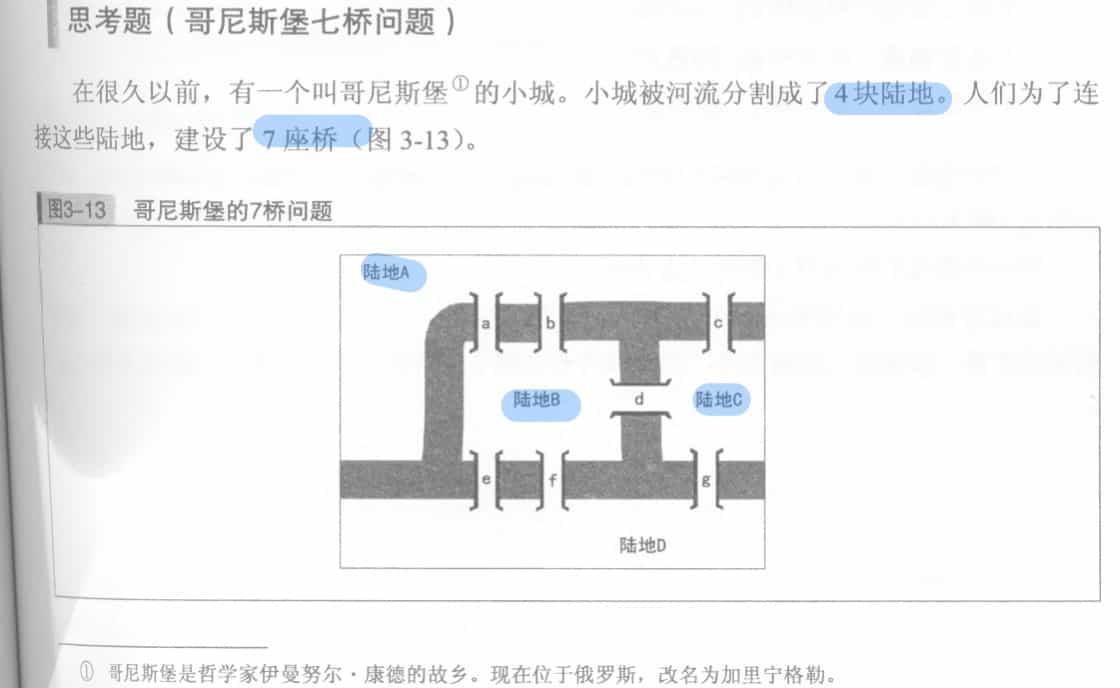 思考题（哥尼斯堡七桥问题）
在很久以前，有一个叫哥尼斯堡①的小城。小城被河流分割成了4块陆地。人们为了连
接这些陆地，建设了7座桥（图3-13）。
图3-13 哥尼斯堡的7桥问题
陆地A
a b c
陆地B d 陆地C
e f g
陆地D
① 哥尼斯堡是哲学家伊曼努尔·康德的故乡。现在位于俄罗斯，改名为加里宁格勒。